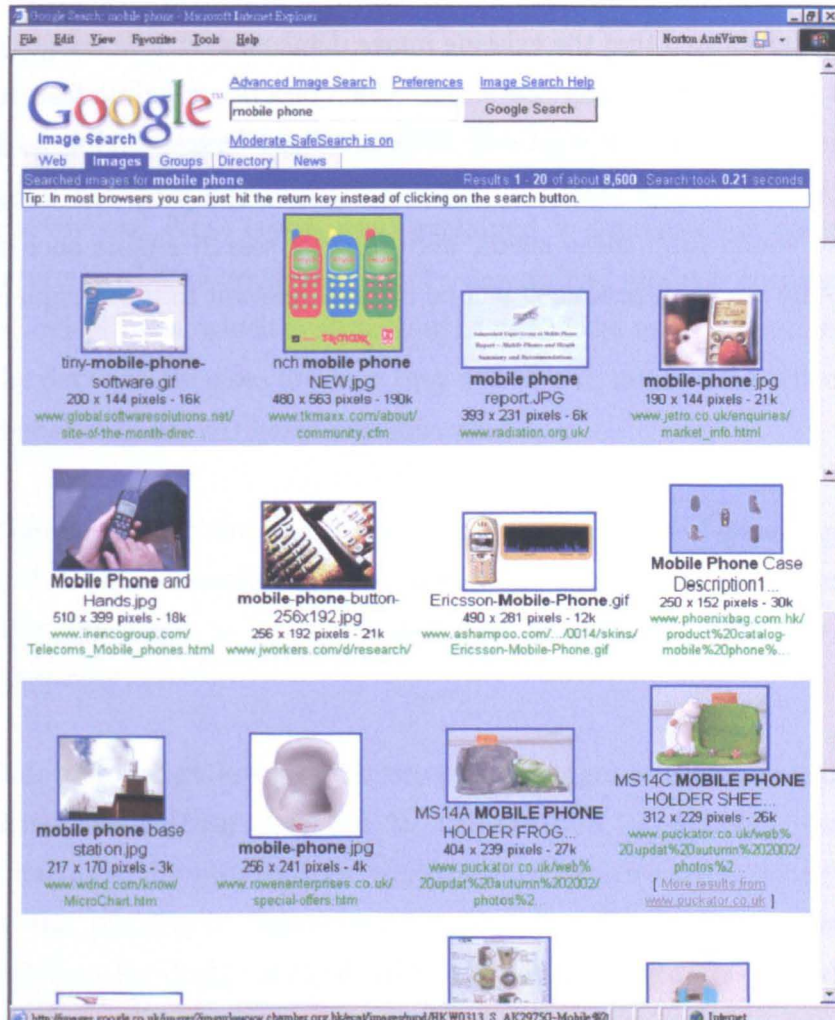 Google Search: mobile phone - Microsoft Internet Explorer
File Edit View Favorites Tools Help Norton AntiVirus
Advanced Image Search Preferences Image Search Help
Google™
mobile phone Google Search
Image Search
Moderate SafeSearch is on
Web Images Groups Directory News
Searched images for mobile phone Results 1 - 20 of about 8,600 Search took 0.21 seconds
Tip: In most browsers you can just hit the return key instead of clicking on the search button.
Report - Mobile Phones and Health
Summary and Recommendations
tiny-mobile-phone-
software.gif
200 x 144 pixels - 16k
www.globalsoftwaresolutions.net/
site-of-the-month-direc...
nch mobile phone
NEW.jpg
480 x 563 pixels - 190k
www.tkmaxx.com/about/
community.cfm
mobile phone
report.JPG
393 x 231 pixels - 6k
www.radiation.org.uk/
mobile-phone.jpg
190 x 144 pixels - 21k
www.jetro.co.uk/enquiries/
market_info.html
Mobile Phone and
Hands.jpg
510 x 399 pixels - 18k
www.inencogroup.com/
Telecoms_Mobile_phones.html
mobile-phone-button-
256x192.jpg
256 x 192 pixels - 21k
www.jworkers.com/d/research/
Ericsson-Mobile-Phone.gif
490 x 281 pixels - 12k
www.ashampoo.com/.../0014/skins/
Ericsson-Mobile-Phone.gif
Mobile Phone Case
Description1...
250 x 152 pixels - 30k
www.phoenixbag.com.hk/
product%20catalog-
mobile%20phone%...
mobile phone base
station.jpg
217 x 170 pixels - 3k
www.wdnd.com/know/
MicroChart.htm
mobile-phone.jpg
256 x 241 pixels - 4k
www.rowenenterprises.co.uk/
special-offers.htm
MS14A MOBILE PHONE
HOLDER FROG...
404 x 239 pixels - 27k
www.puckator.co.uk/web%
20updat%20autumn%202002/
photos%2...
MS14C MOBILE PHONE
HOLDER SHEE...
312 x 229 pixels - 26k
www.puckator.co.uk/web%
20updat%20autumn%202002/
photos%2...
[ More results from
www.puckator.co.uk ]
Internet